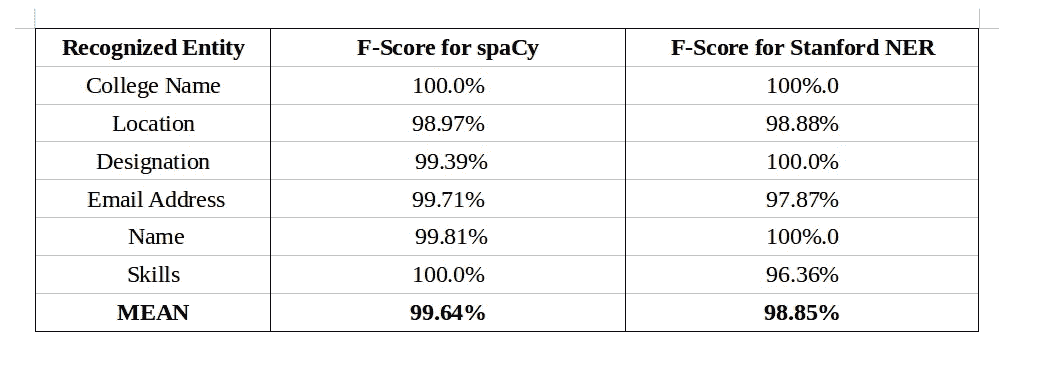 Recognized Entity F-Score for spaCy F-Score for Stanford NER
College Name 100.0% 100%.0
Location 98.97% 98.88%
Designation 99.39% 100.0%
Email Address 99.71% 97.87%
Name 99.81% 100%.0
Skills 100.0% 96.36%
MEAN 99.64% 98.85%